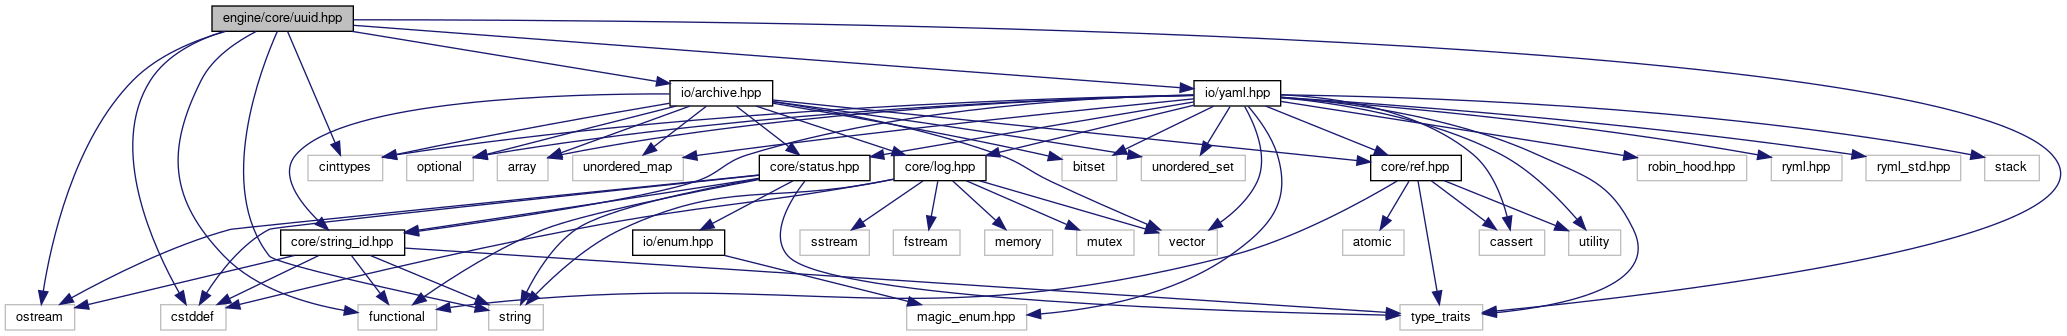 engine/core/uuid.hpp
io/archive.hpp
io/yaml.hpp
cinttypes
optional
array
unordered_map
core/status.hpp
core/log.hpp
bitset
unordered_set
core/ref.hpp
robin_hood.hpp
ryml.hpp
ryml_std.hpp
stack
core/string_id.hpp
io/enum.hpp
sstream
fstream
memory
mutex
vector
atomic
cassert
utility
ostream
cstddef
functional
string
magic_enum.hpp
type_traits